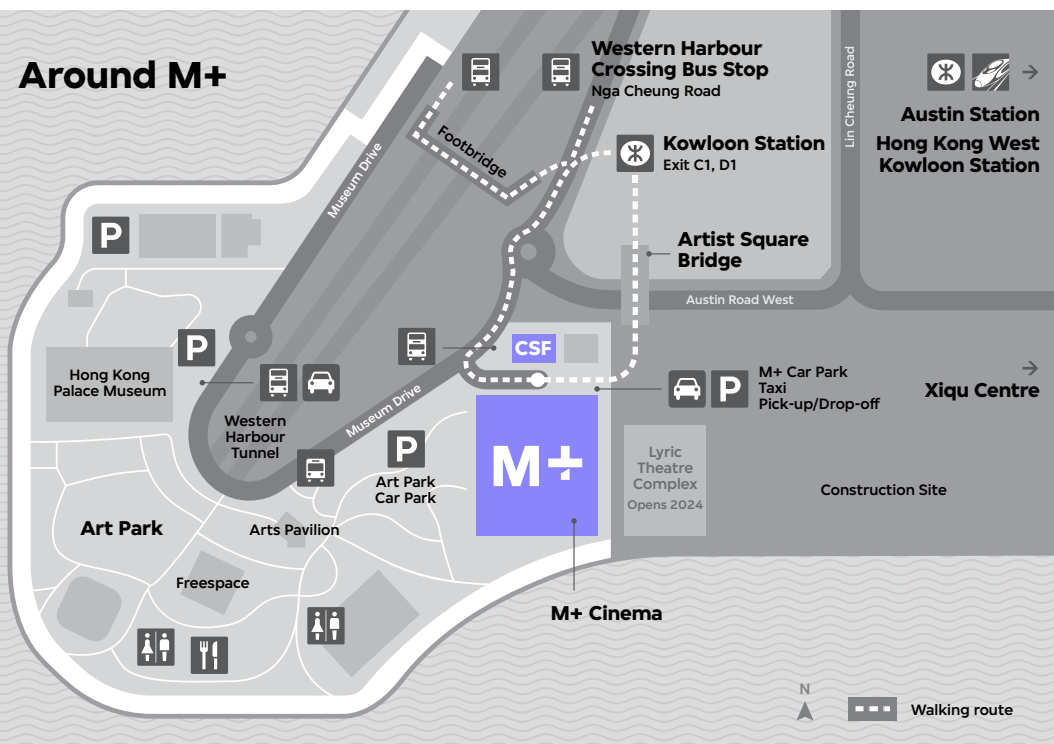 Around M+
Western Harbour
Crossing Bus Stop
Nga Cheung Road
Footbridge
Museum Drive
Kowloon Station
Exit C1, D1
Lin Cheung Road
Austin Station
Hong Kong West
Kowloon Station
P
Artist Square
Bridge
Austin Road West
P
Hong Kong
Palace Museum
CSF
Western
Harbour
Tunnel
Museum Drive
P
M+ Car Park
Taxi
Pick-up/Drop-off
Xiqu Centre
P
Art Park
Car Park
M+
Lyric
Theatre
Complex
Opens 2024
Construction Site
Art Park
Arts Pavilion
Freespace
M+ Cinema
N
Walking route